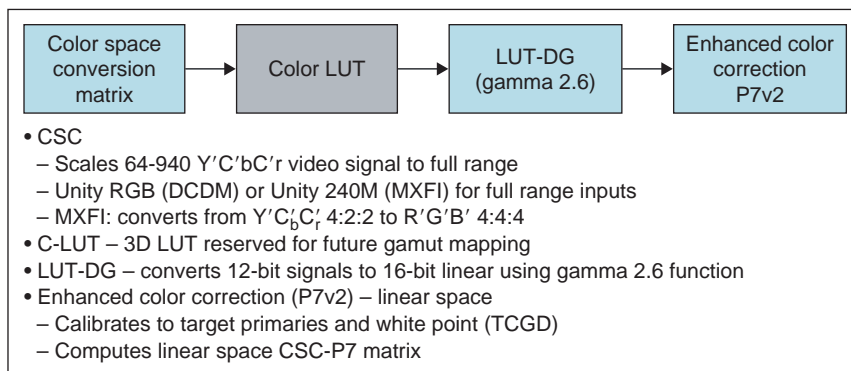 Color space
conversion
matrix
Color LUT
LUT-DG
(gamma 2.6)
Enhanced color
correction
P7v2
• CSC
– Scales 64-940 Y′C′bC′r video signal to full range
– Unity RGB (DCDM) or Unity 240M (MXFI) for full range inputs
– MXFI: converts from Y′C′bC′r 4:2:2 to R′G′B′ 4:4:4
• C-LUT – 3D LUT reserved for future gamut mapping
• LUT-DG – converts 12-bit signals to 16-bit linear using gamma 2.6 function
• Enhanced color correction (P7v2) – linear space
– Calibrates to target primaries and white point (TCGD)
– Computes linear space CSC-P7 matrix